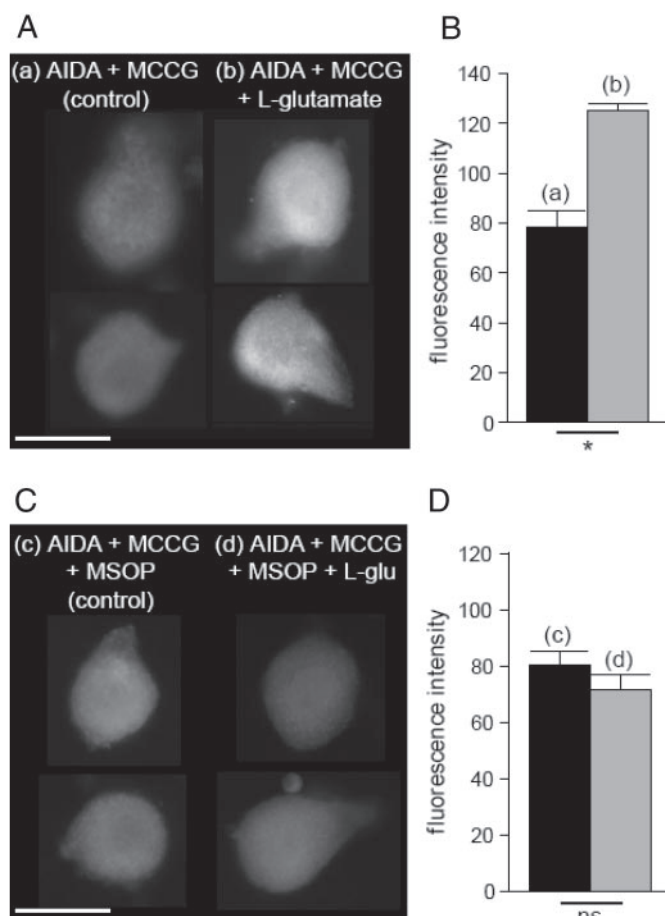 A
(a) AIDA + MCCG
(control)
(b) AIDA + MCCG
+ L-glutamate
B
fluorescence intensity
140
120
100
80
60
40
20
0
(a)
(b)
*
C
(c) AIDA + MCCG
+ MSOP
(control)
(d) AIDA + MCCG
+ MSOP + L-glu
D
fluorescence intensity
120
100
80
60
40
20
0
(c)
(d)
ns